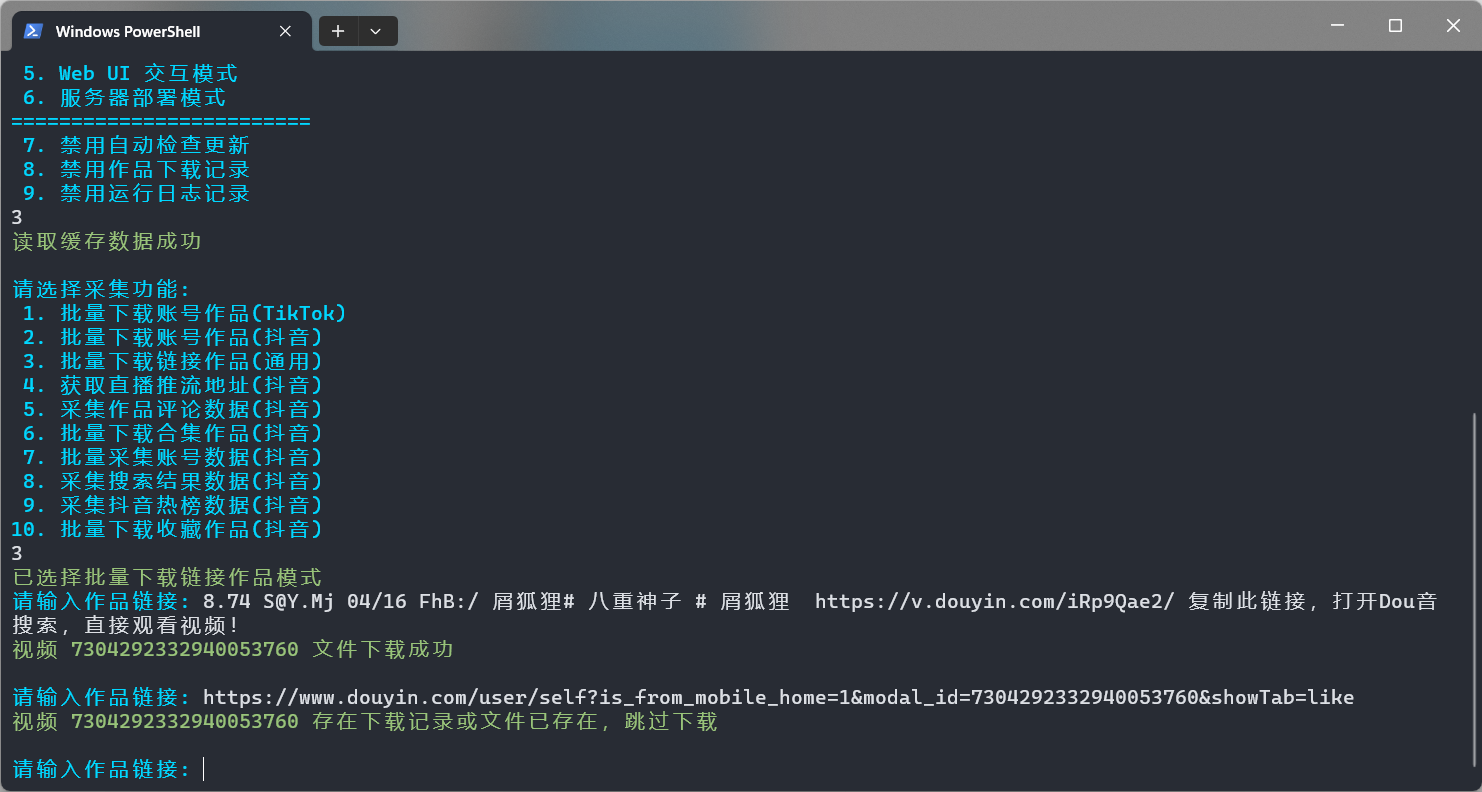 Windows PowerShell
5. Web UI 交互模式
6. 服务器部署模式
=========================
7. 禁用自动检查更新
8. 禁用作品下载记录
9. 禁用运行日志记录
3
读取缓存数据成功
请选择采集功能:
1. 批量下载账号作品(TikTok)
2. 批量下载账号作品(抖音)
3. 批量下载链接作品(通用)
4. 获取直播推流地址(抖音)
5. 采集作品评论数据(抖音)
6. 批量下载合集作品(抖音)
7. 批量采集账号数据(抖音)
8. 采集搜索结果数据(抖音)
9. 采集抖音热榜数据(抖音)
10. 批量下载收藏作品(抖音)
3
已选择批量下载链接作品模式
请输入作品链接: 8.74 S@Y.Mj 04/16 FhB:/ 屑狐狸# 八重神子 # 屑狐狸  https://v.douyin.com/iRp9Qae2/ 复制此链接，打开Dou音
搜索，直接观看视频！
视频 7304292332940053760 文件下载成功
请输入作品链接: https://www.douyin.com/user/self?is_from_mobile_home=1&modal_id=7304292332940053760&showTab=like
视频 7304292332940053760 存在下载记录或文件已存在，跳过下载
请输入作品链接: